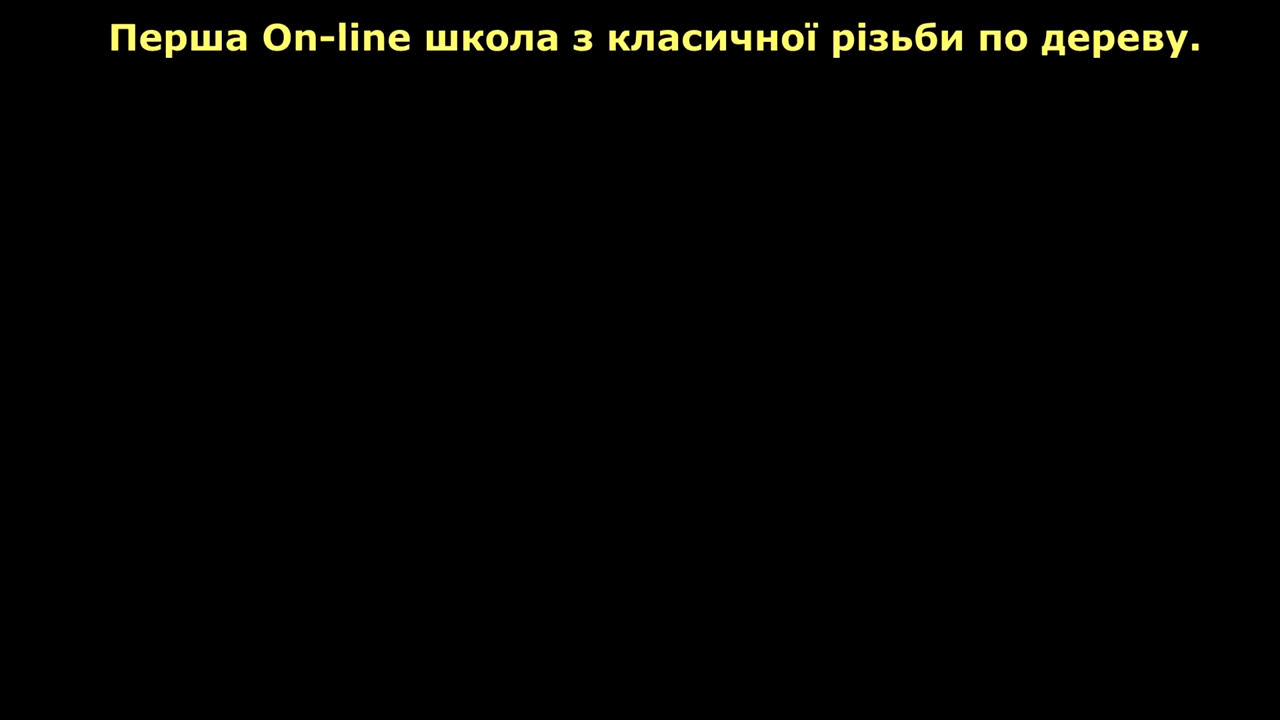 Перша On-line школа з класичної різьби по дереву.